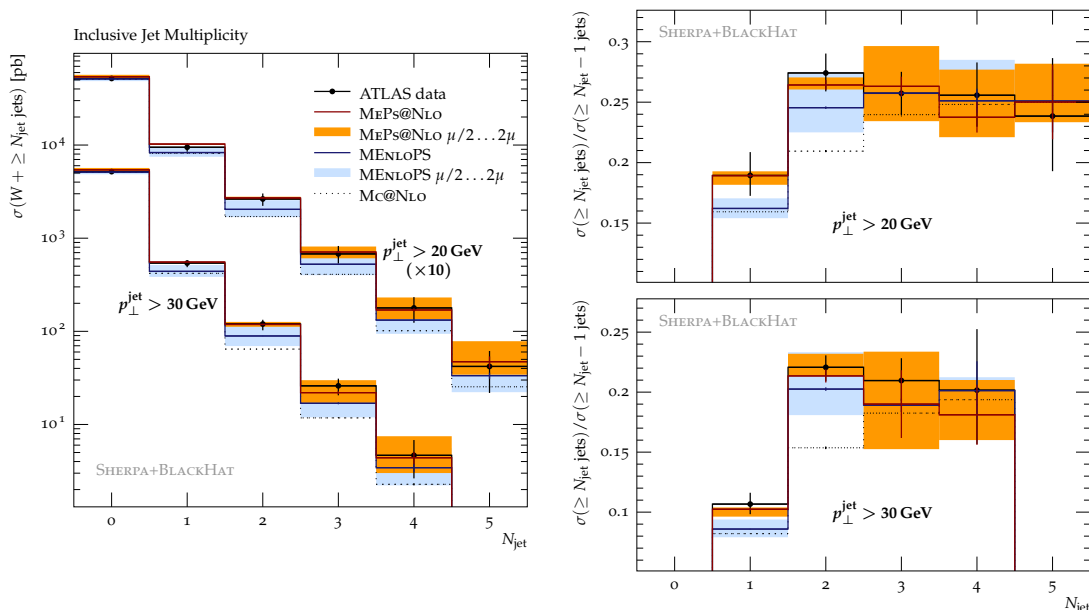 Inclusive Jet Multiplicity
σ(W + ≥ N_jet jets) [pb]
10^4
10^3
10^2
10^1
ATLAS data
MEPS@NLO
MEPS@NLO μ/2...2μ
MENLOPS
MENLOPS μ/2...2μ
MC@NLO
p_⊥^jet > 20 GeV
(×10)
p_⊥^jet > 30 GeV
SHERPA+BLACKHAT
0 1 2 3 4 5
N_jet
σ(≥ N_jet jets)/σ(≥ N_jet − 1 jets)
SHERPA+BLACKHAT
0.3
0.25
0.2
0.15
p_⊥^jet > 20 GeV
σ(≥ N_jet jets)/σ(≥ N_jet − 1 jets)
SHERPA+BLACKHAT
0.25
0.2
0.15
0.1
p_⊥^jet > 30 GeV
0 1 2 3 4 5
N_jet